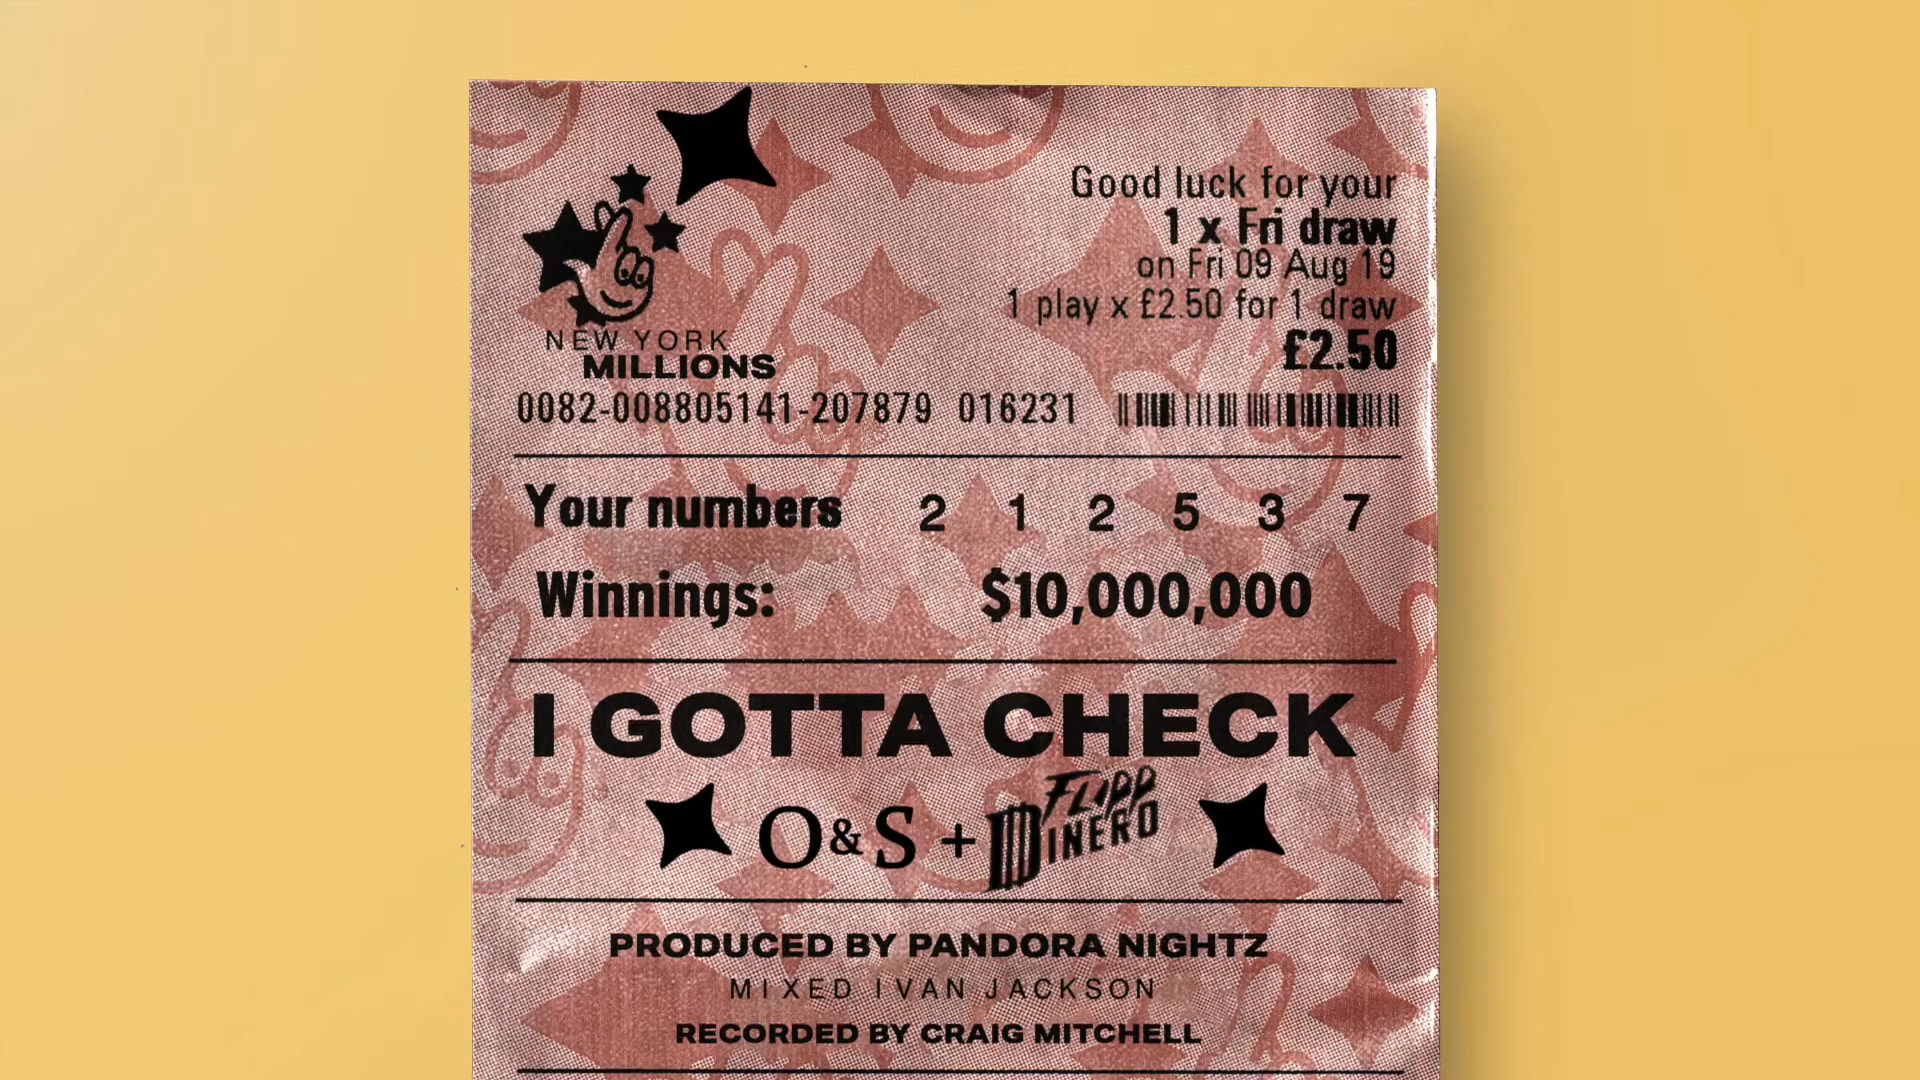 Good luck for your
1 x Fri draw
on Fri 09 Aug 19
1 play x £2.50 for 1 draw
£2.50
NEW YORK
MILLIONS
0082-008805141-207879 016231
Your numbers 2 1 2 5 3 7
Winnings: $10,000,000
I GOTTA CHECK
O&S + FLIPP DINERO
PRODUCED BY PANDORA NIGHTZ
MIXED IVAN JACKSON
RECORDED BY CRAIG MITCHELL